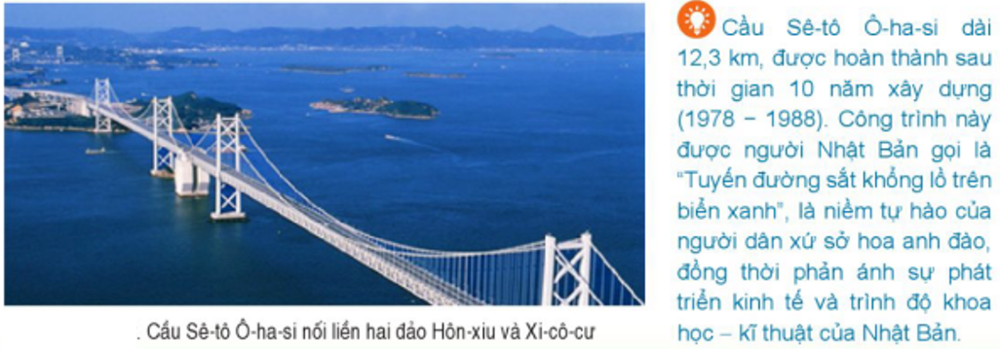 Cầu Sê-tô Ô-ha-si dài
12,3 km, được hoàn thành sau
thời gian 10 năm xây dựng
(1978 – 1988). Công trình này
được người Nhật Bản gọi là
“Tuyến đường sắt khổng lồ trên
biển xanh”, là niềm tự hào của
người dân xứ sở hoa anh đào,
đồng thời phản ánh sự phát
triển kinh tế và trình độ khoa
học – kĩ thuật của Nhật Bản.
. Cầu Sê-tô Ô-ha-si nối liền hai đảo Hôn-xiu và Xi-cô-cư